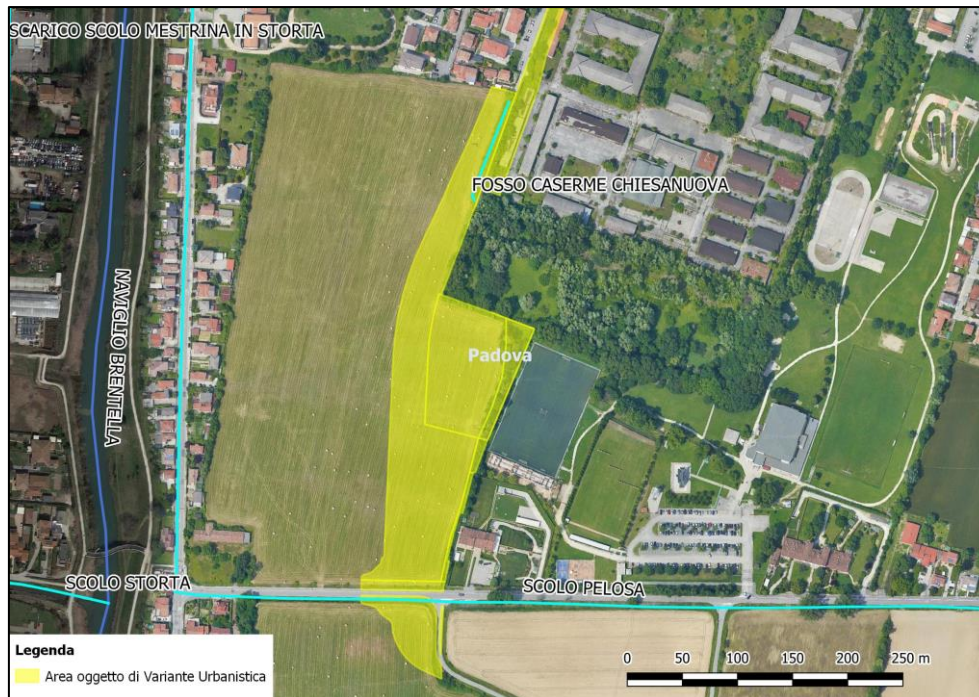 SCARICO SCOLO MESTRINA IN STORTA
FOSSO CASERME CHIESANUOVA
NAVIGLIO BRENTELLA
Padova
SCOLO STORTA
SCOLO PELOSA
Legenda
Area oggetto di Variante Urbanistica
0 50 100 150 200 250 m